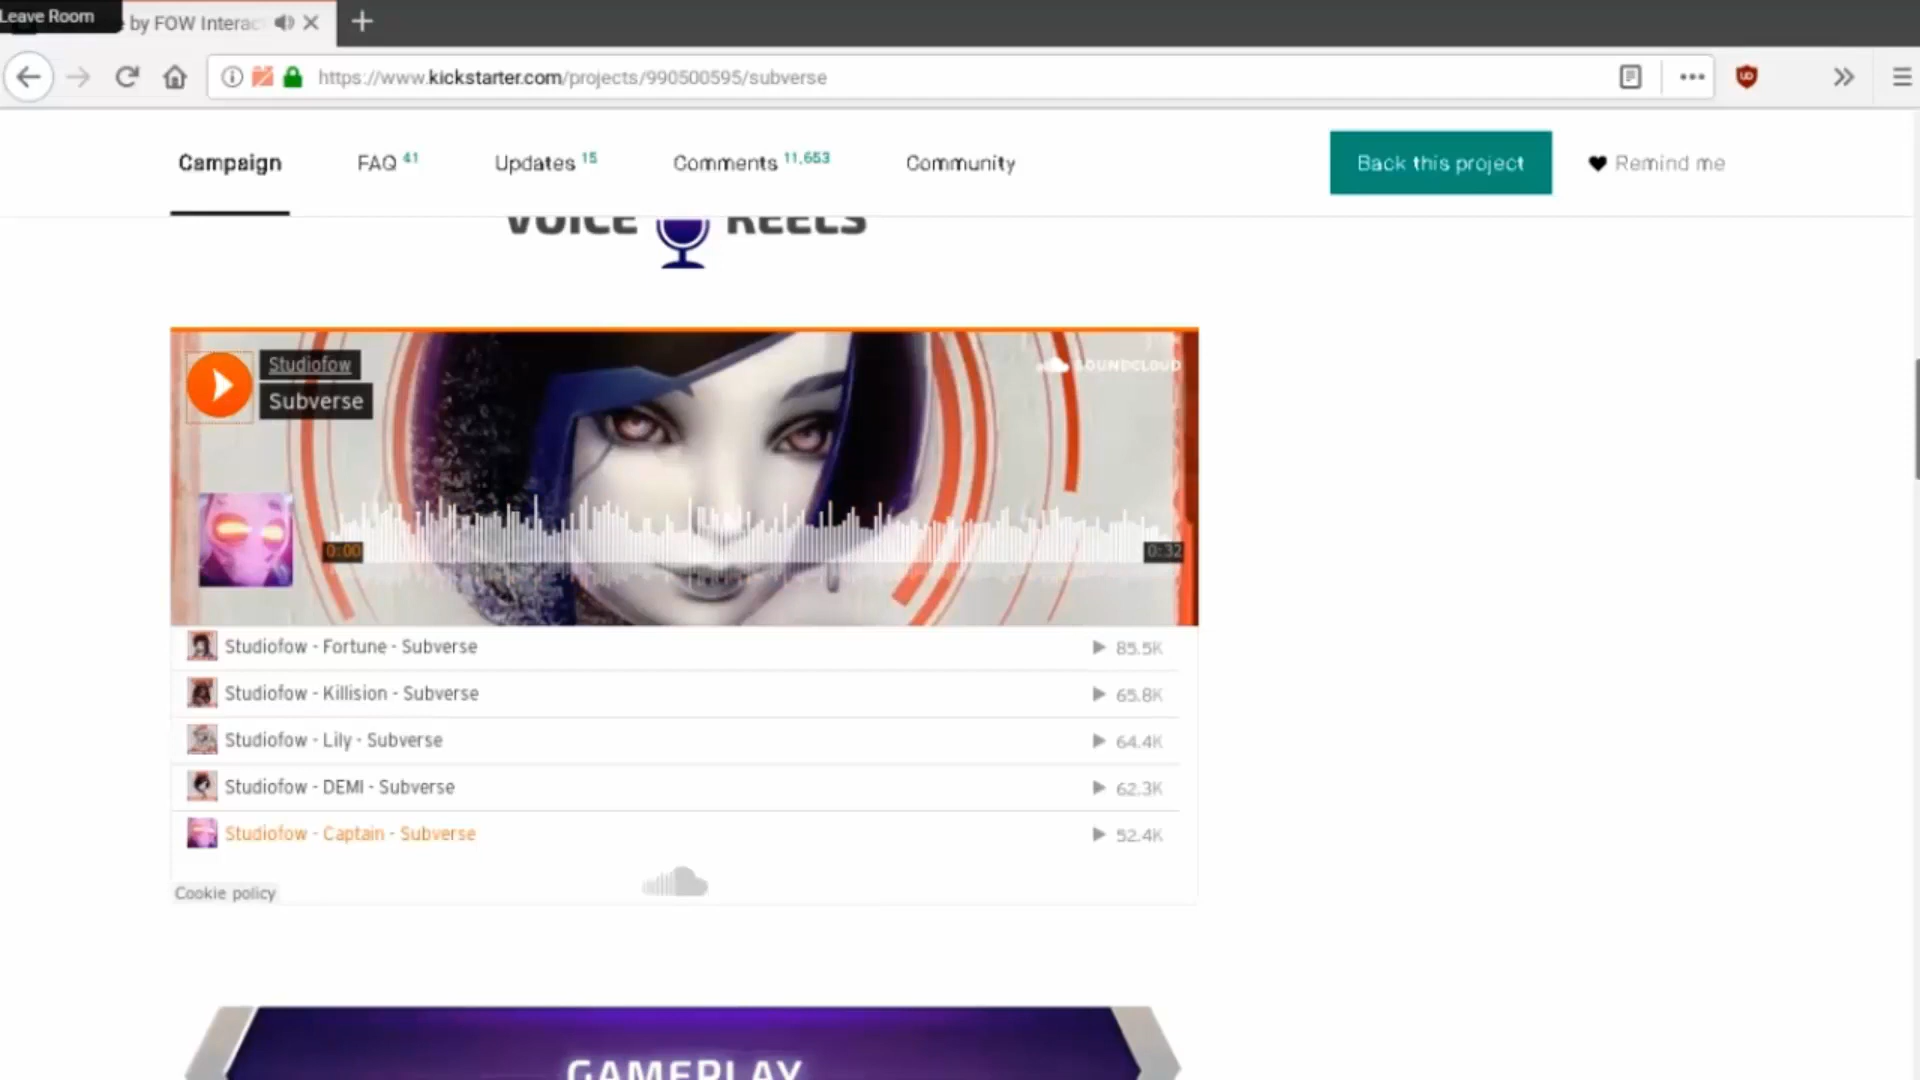 Leave Room
by FOW Interac
https://www.kickstarter.com/projects/990500595/subverse
Campaign
FAQ 41
Updates 15
Comments 11,653
Community
Back this project
Remind me
VOICE REELS
Studiofow
Subverse
SOUNDCLOUD
0:00
0:32
Studiofow - Fortune - Subverse
85.5K
Studiofow - Killision - Subverse
65.8K
Studiofow - Lily - Subverse
64.4K
Studiofow - DEMI - Subverse
62.3K
Studiofow - Captain - Subverse
52.4K
Cookie policy
GAMEPLAY